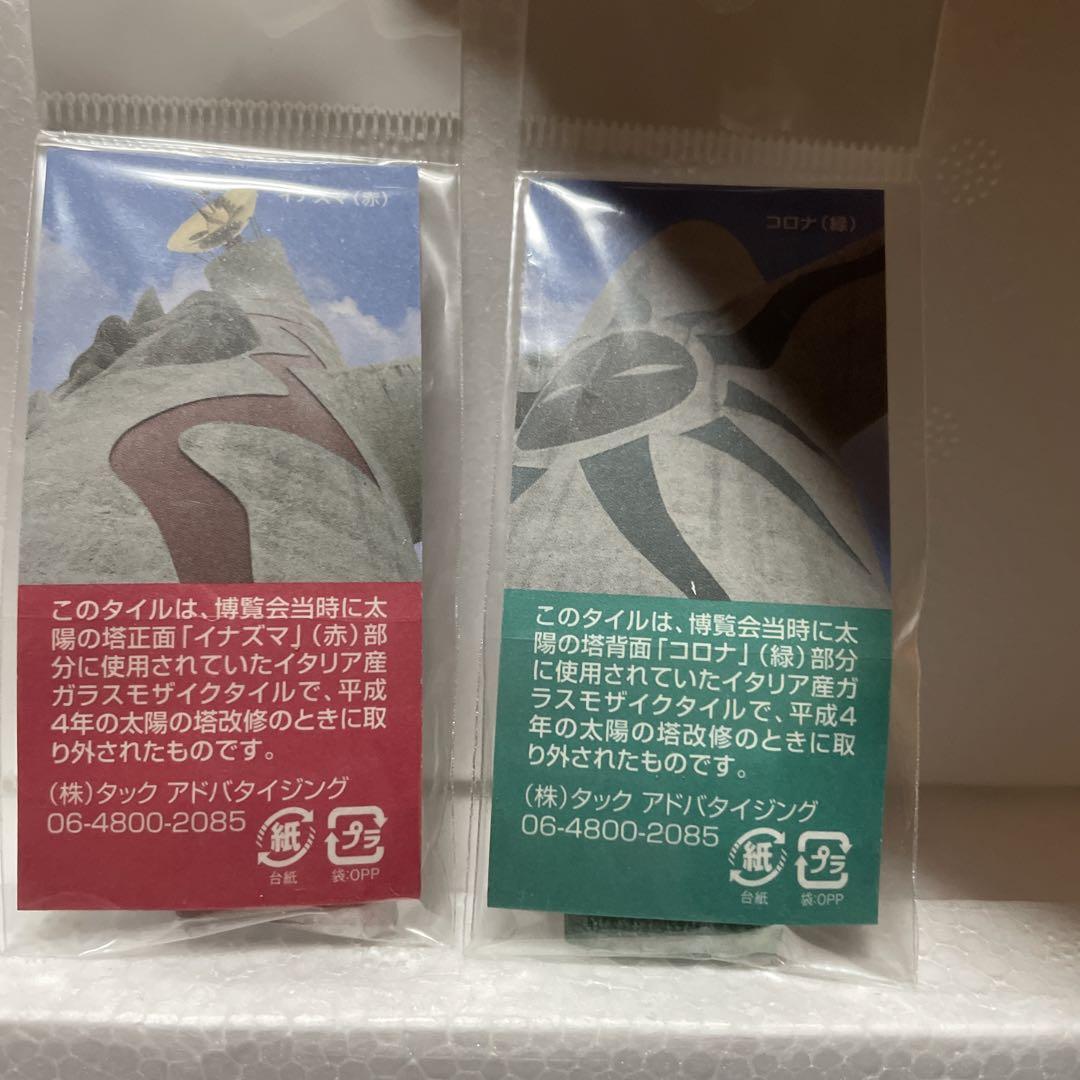 イナズマ(赤)
このタイルは、博覧会当時に太
陽の塔正面「イナズマ」(赤)部
分に使用されていたイタリア産
ガラスモザイクタイルで、平成
4年の太陽の塔改修のときに取
り外されたものです。
(株)タック アドバタイジング
06-4800-2085
紙
プラ
台紙
袋:OPP
コロナ(緑)
このタイルは、博覧会当時に太
陽の塔背面「コロナ」(緑)部分
に使用されていたイタリア産ガ
ラスモザイクタイルで、平成4
年の太陽の塔改修のときに取
り外されたものです。
(株)タック アドバタイジング
06-4800-2085
紙
プラ
台紙
袋:OPP